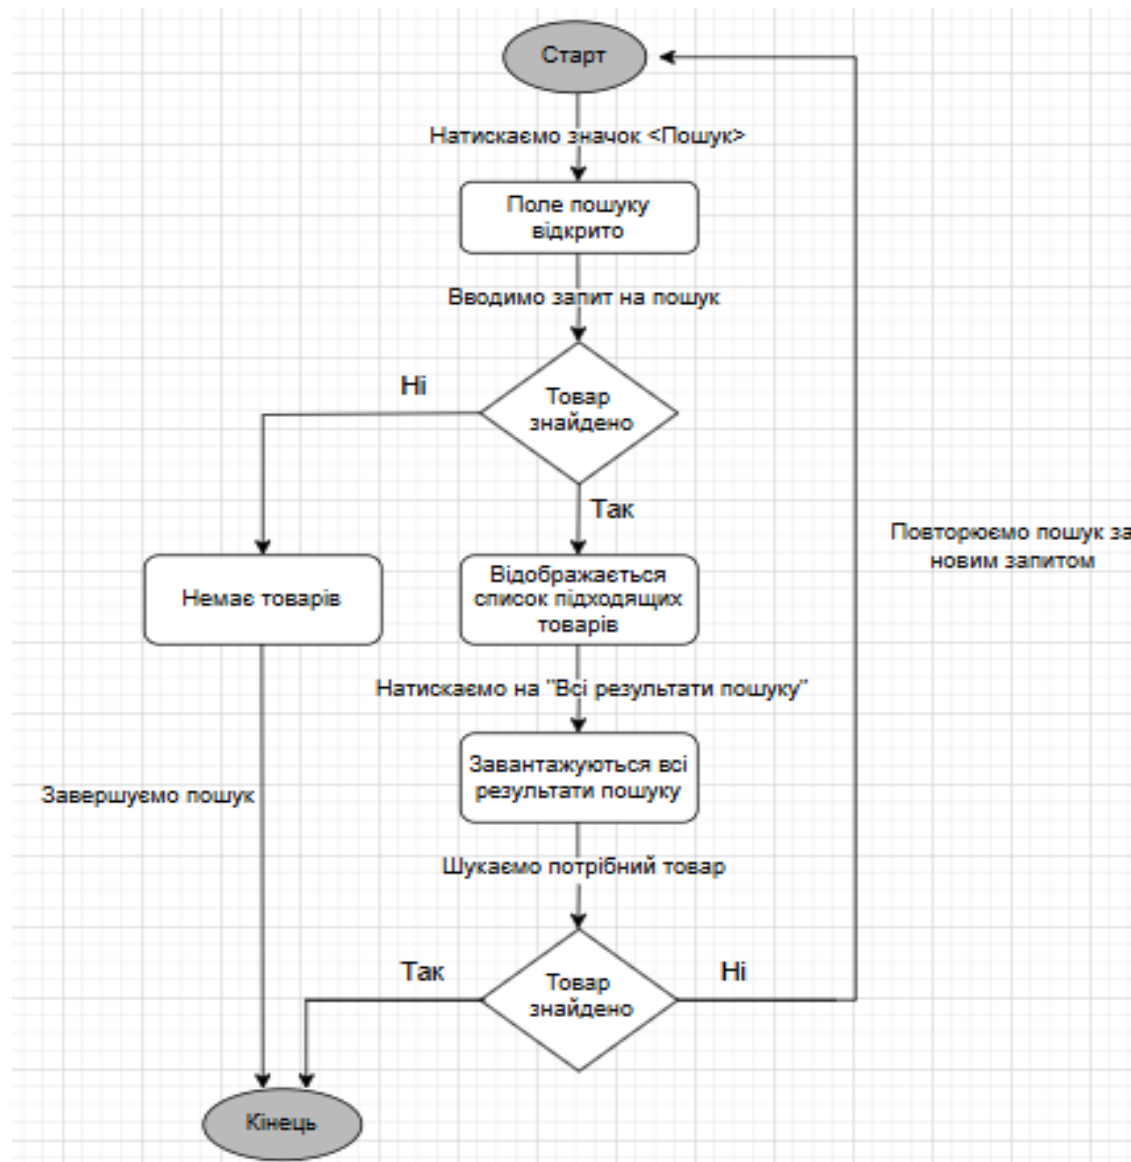 Старт
Натискаємо значок <Пошук>
Поле пошуку
відкрито
Вводимо запит на пошук
Ні
Товар
знайдено
Так
Повторюємо пошук за
новим запитом
Немає товарів
Відображається
список підходящих
товарів
Натискаємо на "Всі результати пошуку"
Завантажуються всі
результати пошуку
Завершуємо пошук
Шукаємо потрібний товар
Так
Товар
знайдено
Ні
Кінець